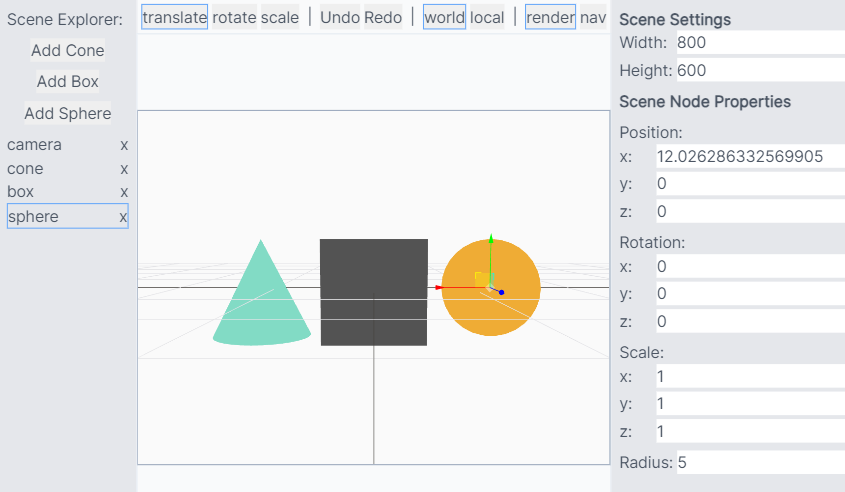 Scene Explorer:
Add Cone
Add Box
Add Sphere
camera x
cone x
box x
sphere x
translate rotate scale | Undo Redo | world local | render nav
Scene Settings
Width: 800
Height: 600
Scene Node Properties
Position:
x: 12.026286332569905
y: 0
z: 0
Rotation:
x: 0
y: 0
z: 0
Scale:
x: 1
y: 1
z: 1
Radius: 5